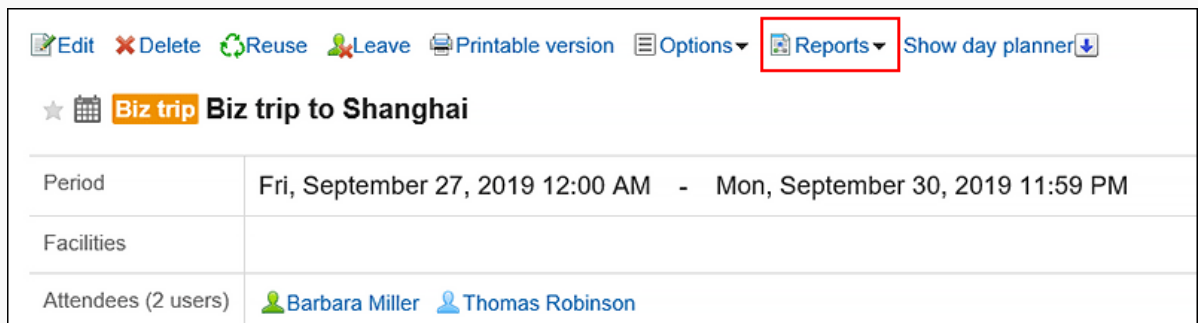 Edit Delete Reuse Leave Printable version Options Reports Show day planner
Biz trip Biz trip to Shanghai
Period Fri, September 27, 2019 12:00 AM - Mon, September 30, 2019 11:59 PM
Facilities
Attendees (2 users) Barbara Miller Thomas Robinson